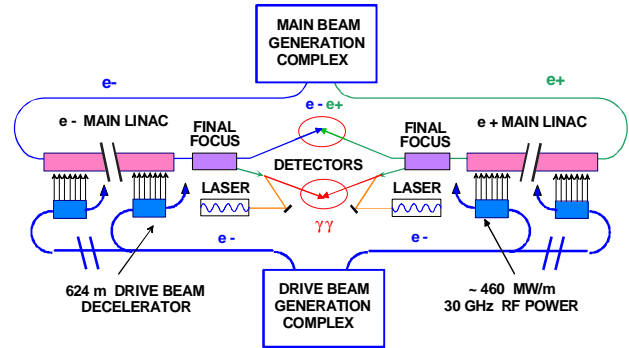 MAIN BEAM
GENERATION
COMPLEX
e-
e+
e - MAIN LINAC
e - e+
e + MAIN LINAC
FINAL
FOCUS
FINAL
FOCUS
DETECTORS
LASER
LASER
γγ
e -
e -
624 m DRIVE BEAM
DECELERATOR
DRIVE BEAM
GENERATION
COMPLEX
~ 460 MW/m
30 GHz RF POWER